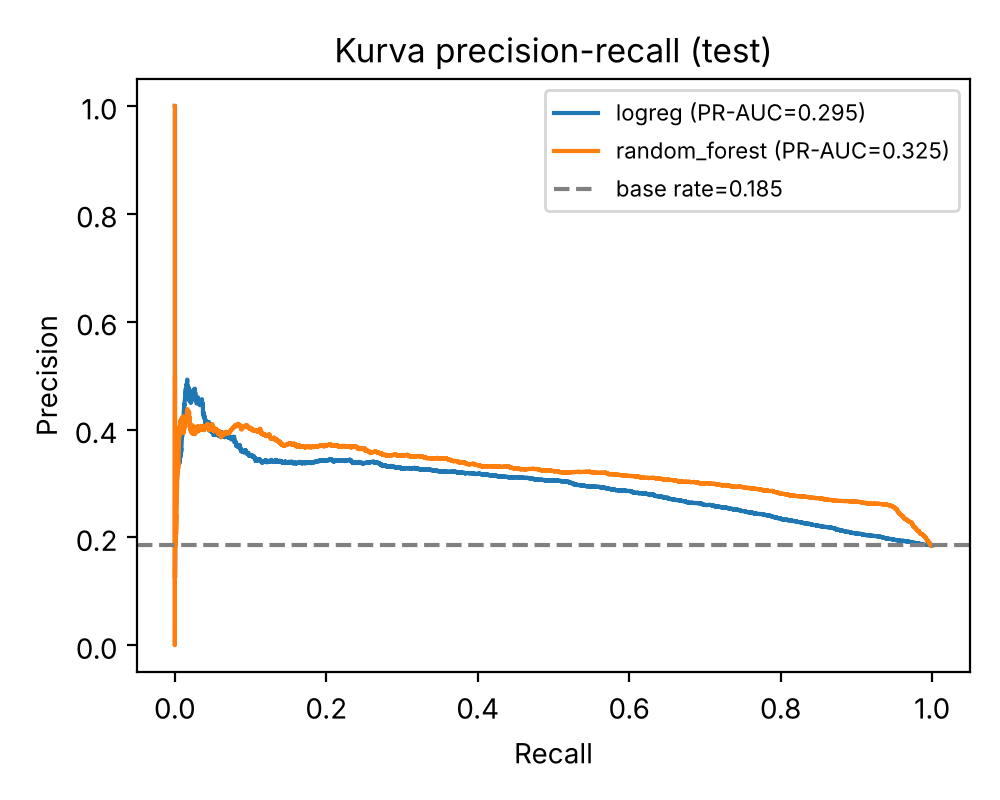 Kurva precision-recall (test)
logreg (PR-AUC=0.295)
random_forest (PR-AUC=0.325)
base rate=0.185
Precision
1.0
0.8
0.6
0.4
0.2
0.0
0.0 0.2 0.4 0.6 0.8 1.0
Recall